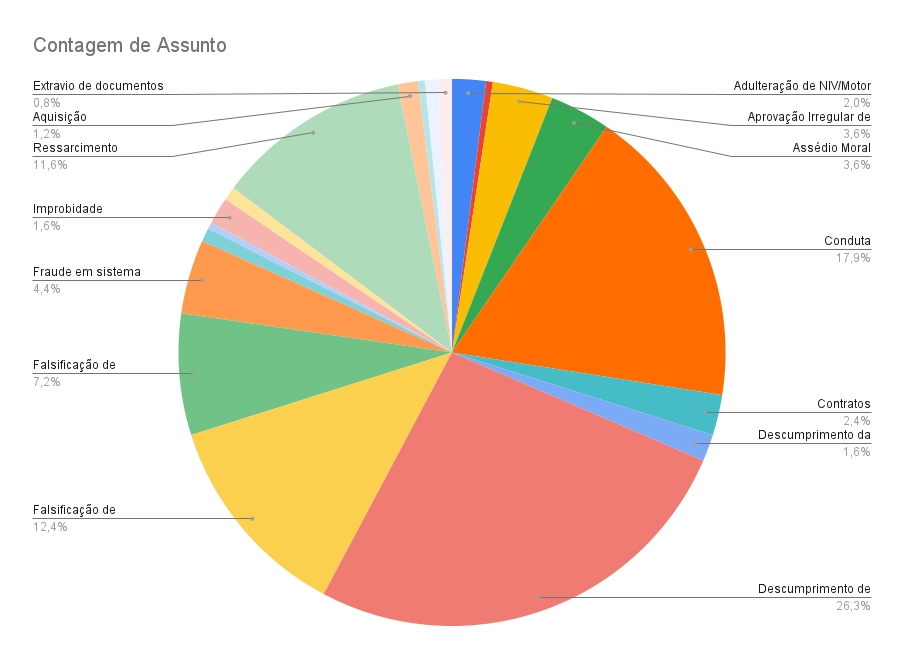 Contagem de Assunto
Extravio de documentos
0,8%
Aquisição
1,2%
Ressarcimento
11,6%
Improbidade
1,6%
Fraude em sistema
4,4%
Falsificação de
7,2%
Falsificação de
12,4%
Adulteração de NIV/Motor
2,0%
Aprovação Irregular de
3,6%
Assédio Moral
3,6%
Conduta
17,9%
Contratos
2,4%
Descumprimento da
1,6%
Descumprimento de
26,3%